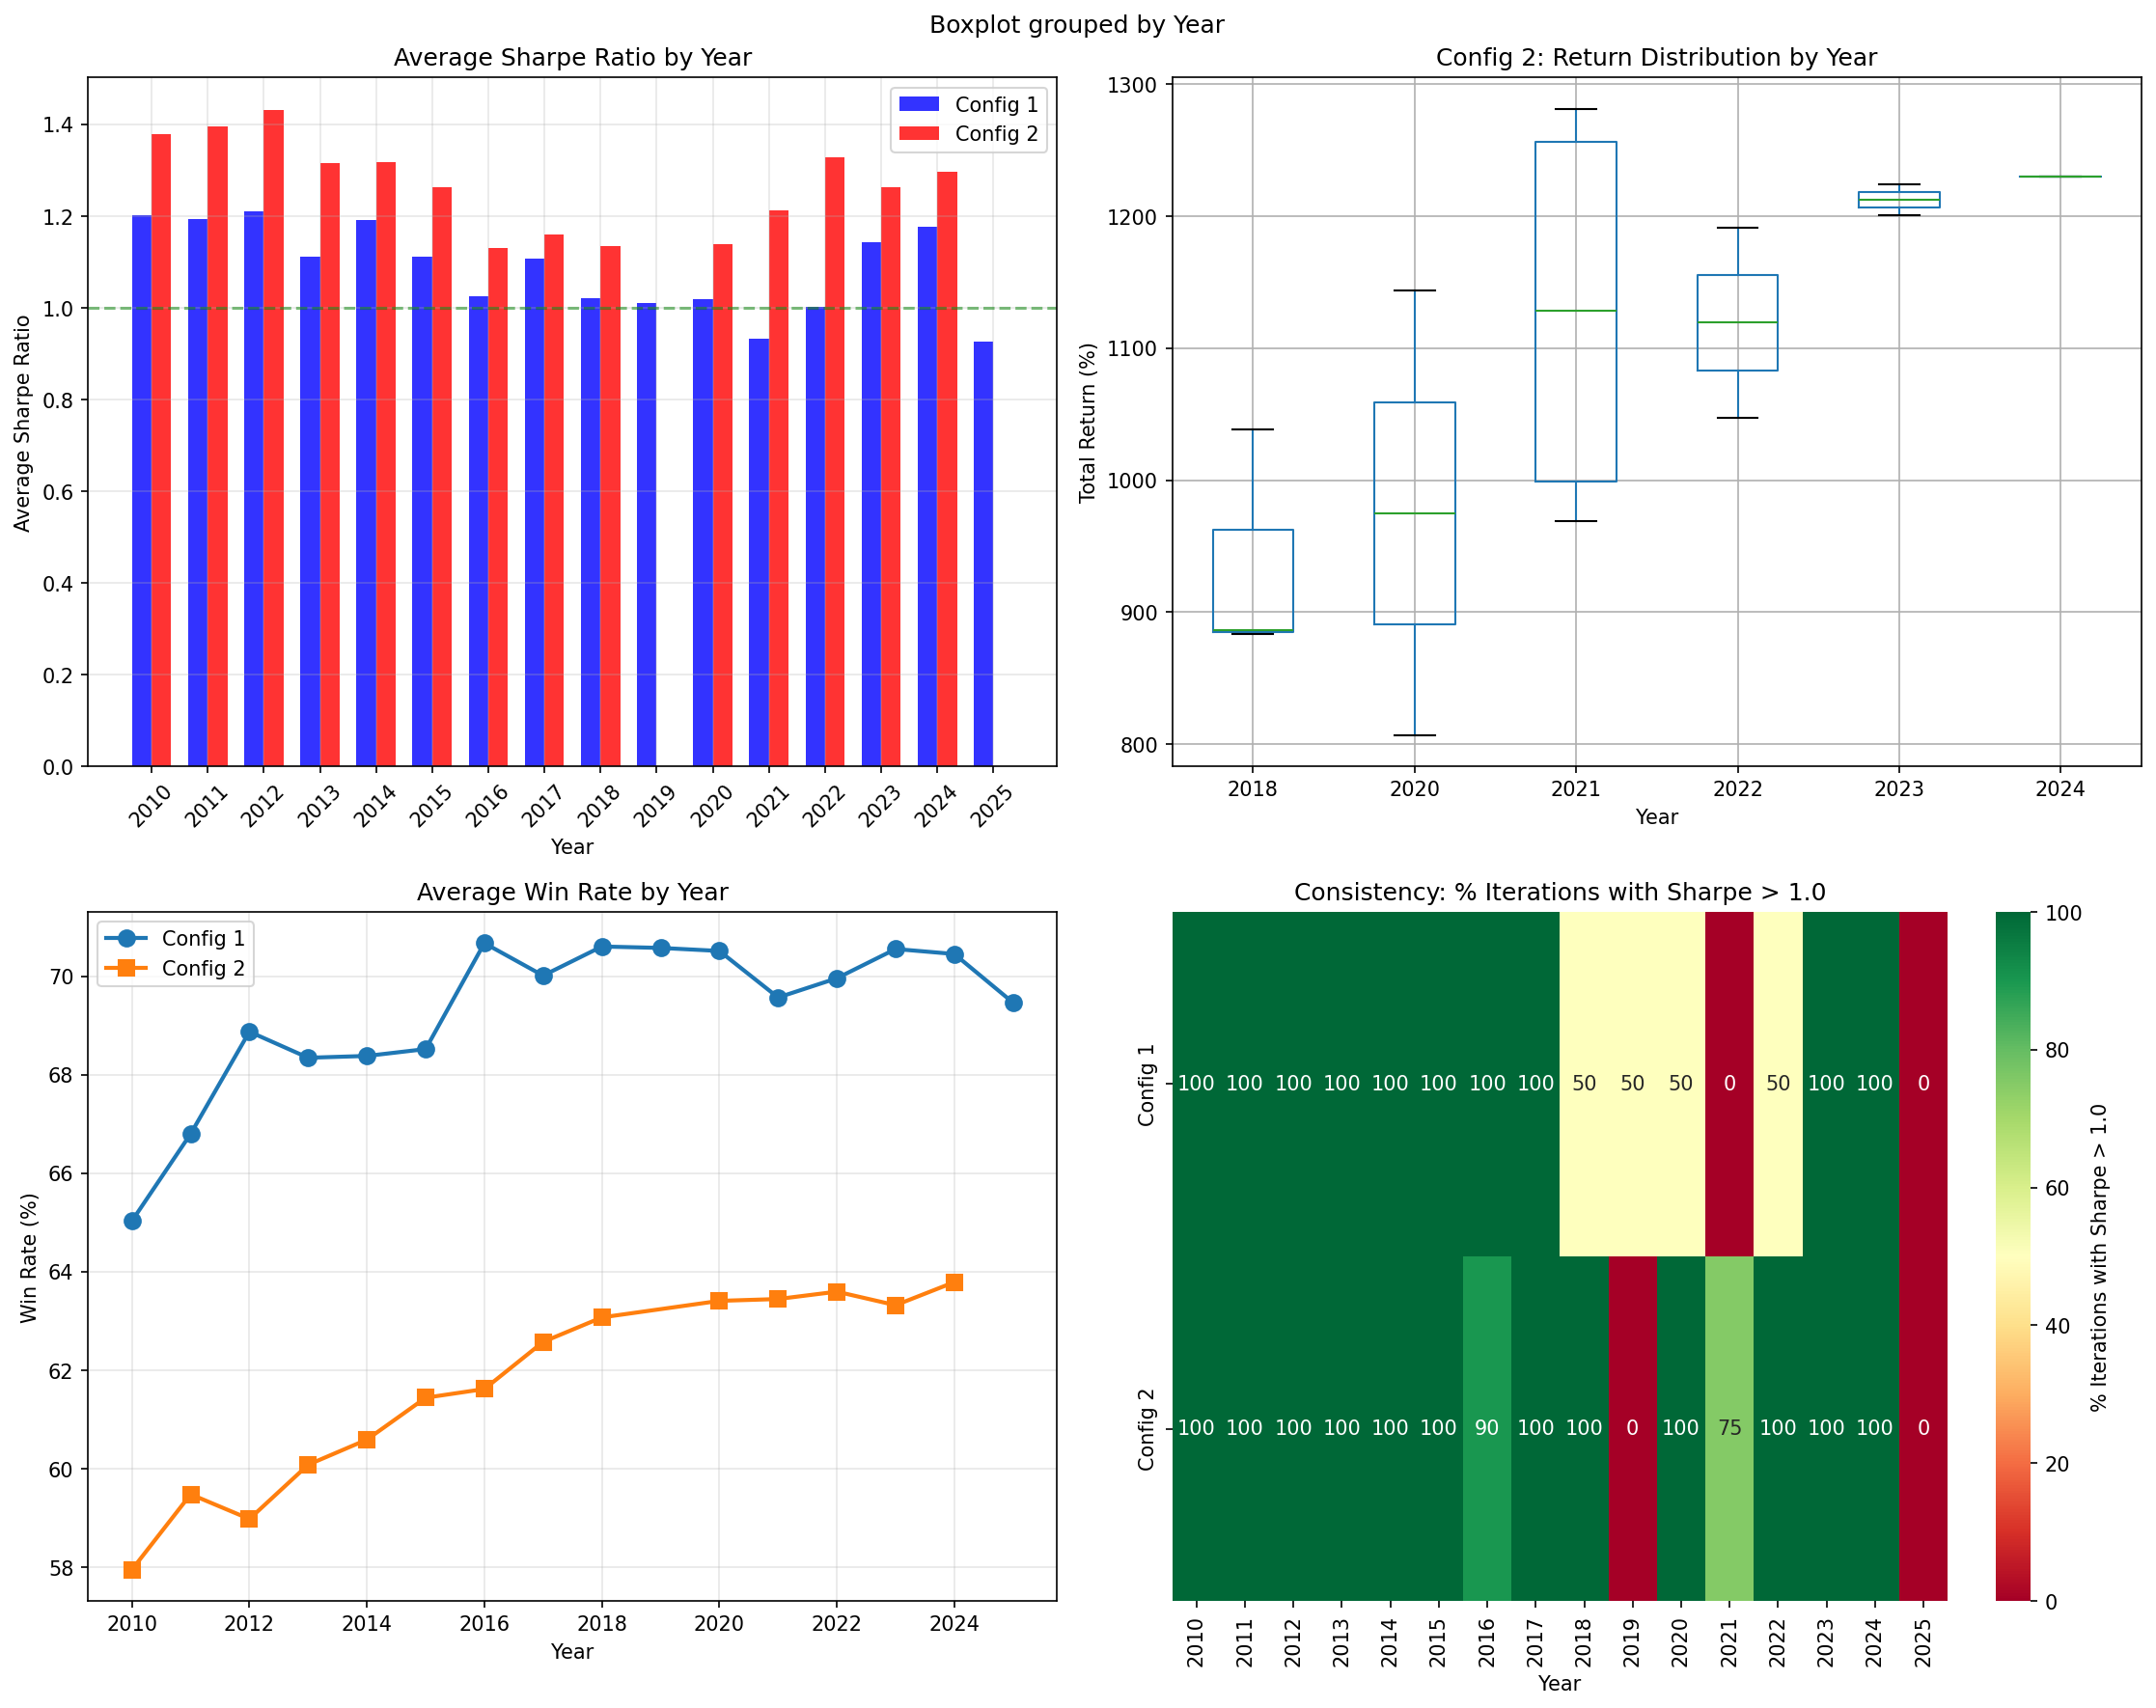 Boxplot grouped by Year
Average Sharpe Ratio by Year
Config 1
Config 2
Average Sharpe Ratio
1.4
1.2
1.0
0.8
0.6
0.4
0.2
0.0
2010 2011 2012 2013 2014 2015 2016 2017 2018 2019 2020 2021 2022 2023 2024 2025
Year
Config 2: Return Distribution by Year
Total Return (%)
1300
1200
1100
1000
900
800
2018 2020 2021 2022 2023 2024
Year
Average Win Rate by Year
Config 1
Config 2
Win Rate (%)
70
68
66
64
62
60
58
2010 2012 2014 2016 2018 2020 2022 2024
Year
Consistency: % Iterations with Sharpe > 1.0
Config 1
100 100 100 100 100 100 100 100 50 50 50 0 50 100 100 0
Config 2
100 100 100 100 100 100 90 100 100 0 100 75 100 100 100 0
2010 2011 2012 2013 2014 2015 2016 2017 2018 2019 2020 2021 2022 2023 2024 2025
Year
100
80
60
40
20
0
% Iterations with Sharpe > 1.0